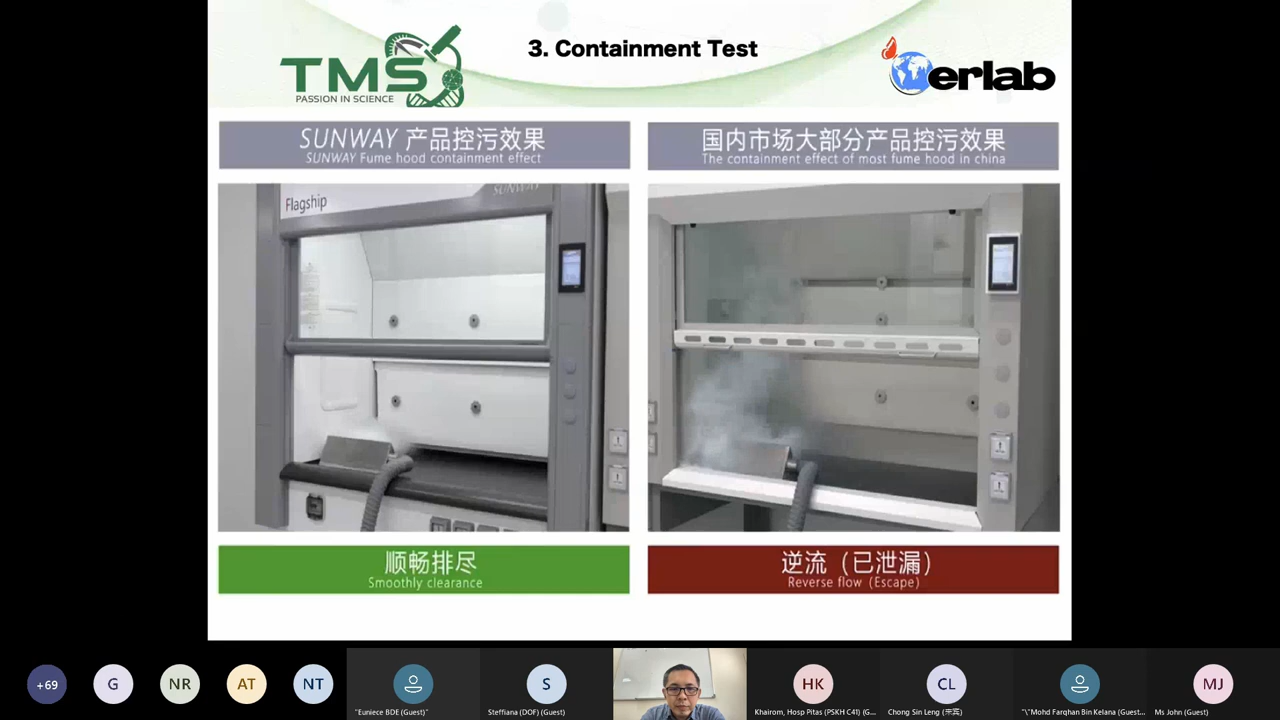 TMS
PASSION IN SCIENCE
3. Containment Test
erlab
SUNWAY 产品控污效果
SUNWAY Fume hood containment effect
国内市场大部分产品控污效果
The containment effect of most fume hood in china
Flagship
SUNWAY
顺畅排尽
Smoothly clearance
逆流（已泄漏）
Reverse flow (Escape)
+69
G
NR
AT
NT
S
HK
CL
MJ
"Euniece BDE (Guest)"
Steffiana (DOF) (Guest)
Khairom, Hosp Pitas (PSKH C41) (G...
Chong Sin Leng (宋宾)
"\"Mohd Farqhan Bin Kelana (Guest...
Ms John (Guest)